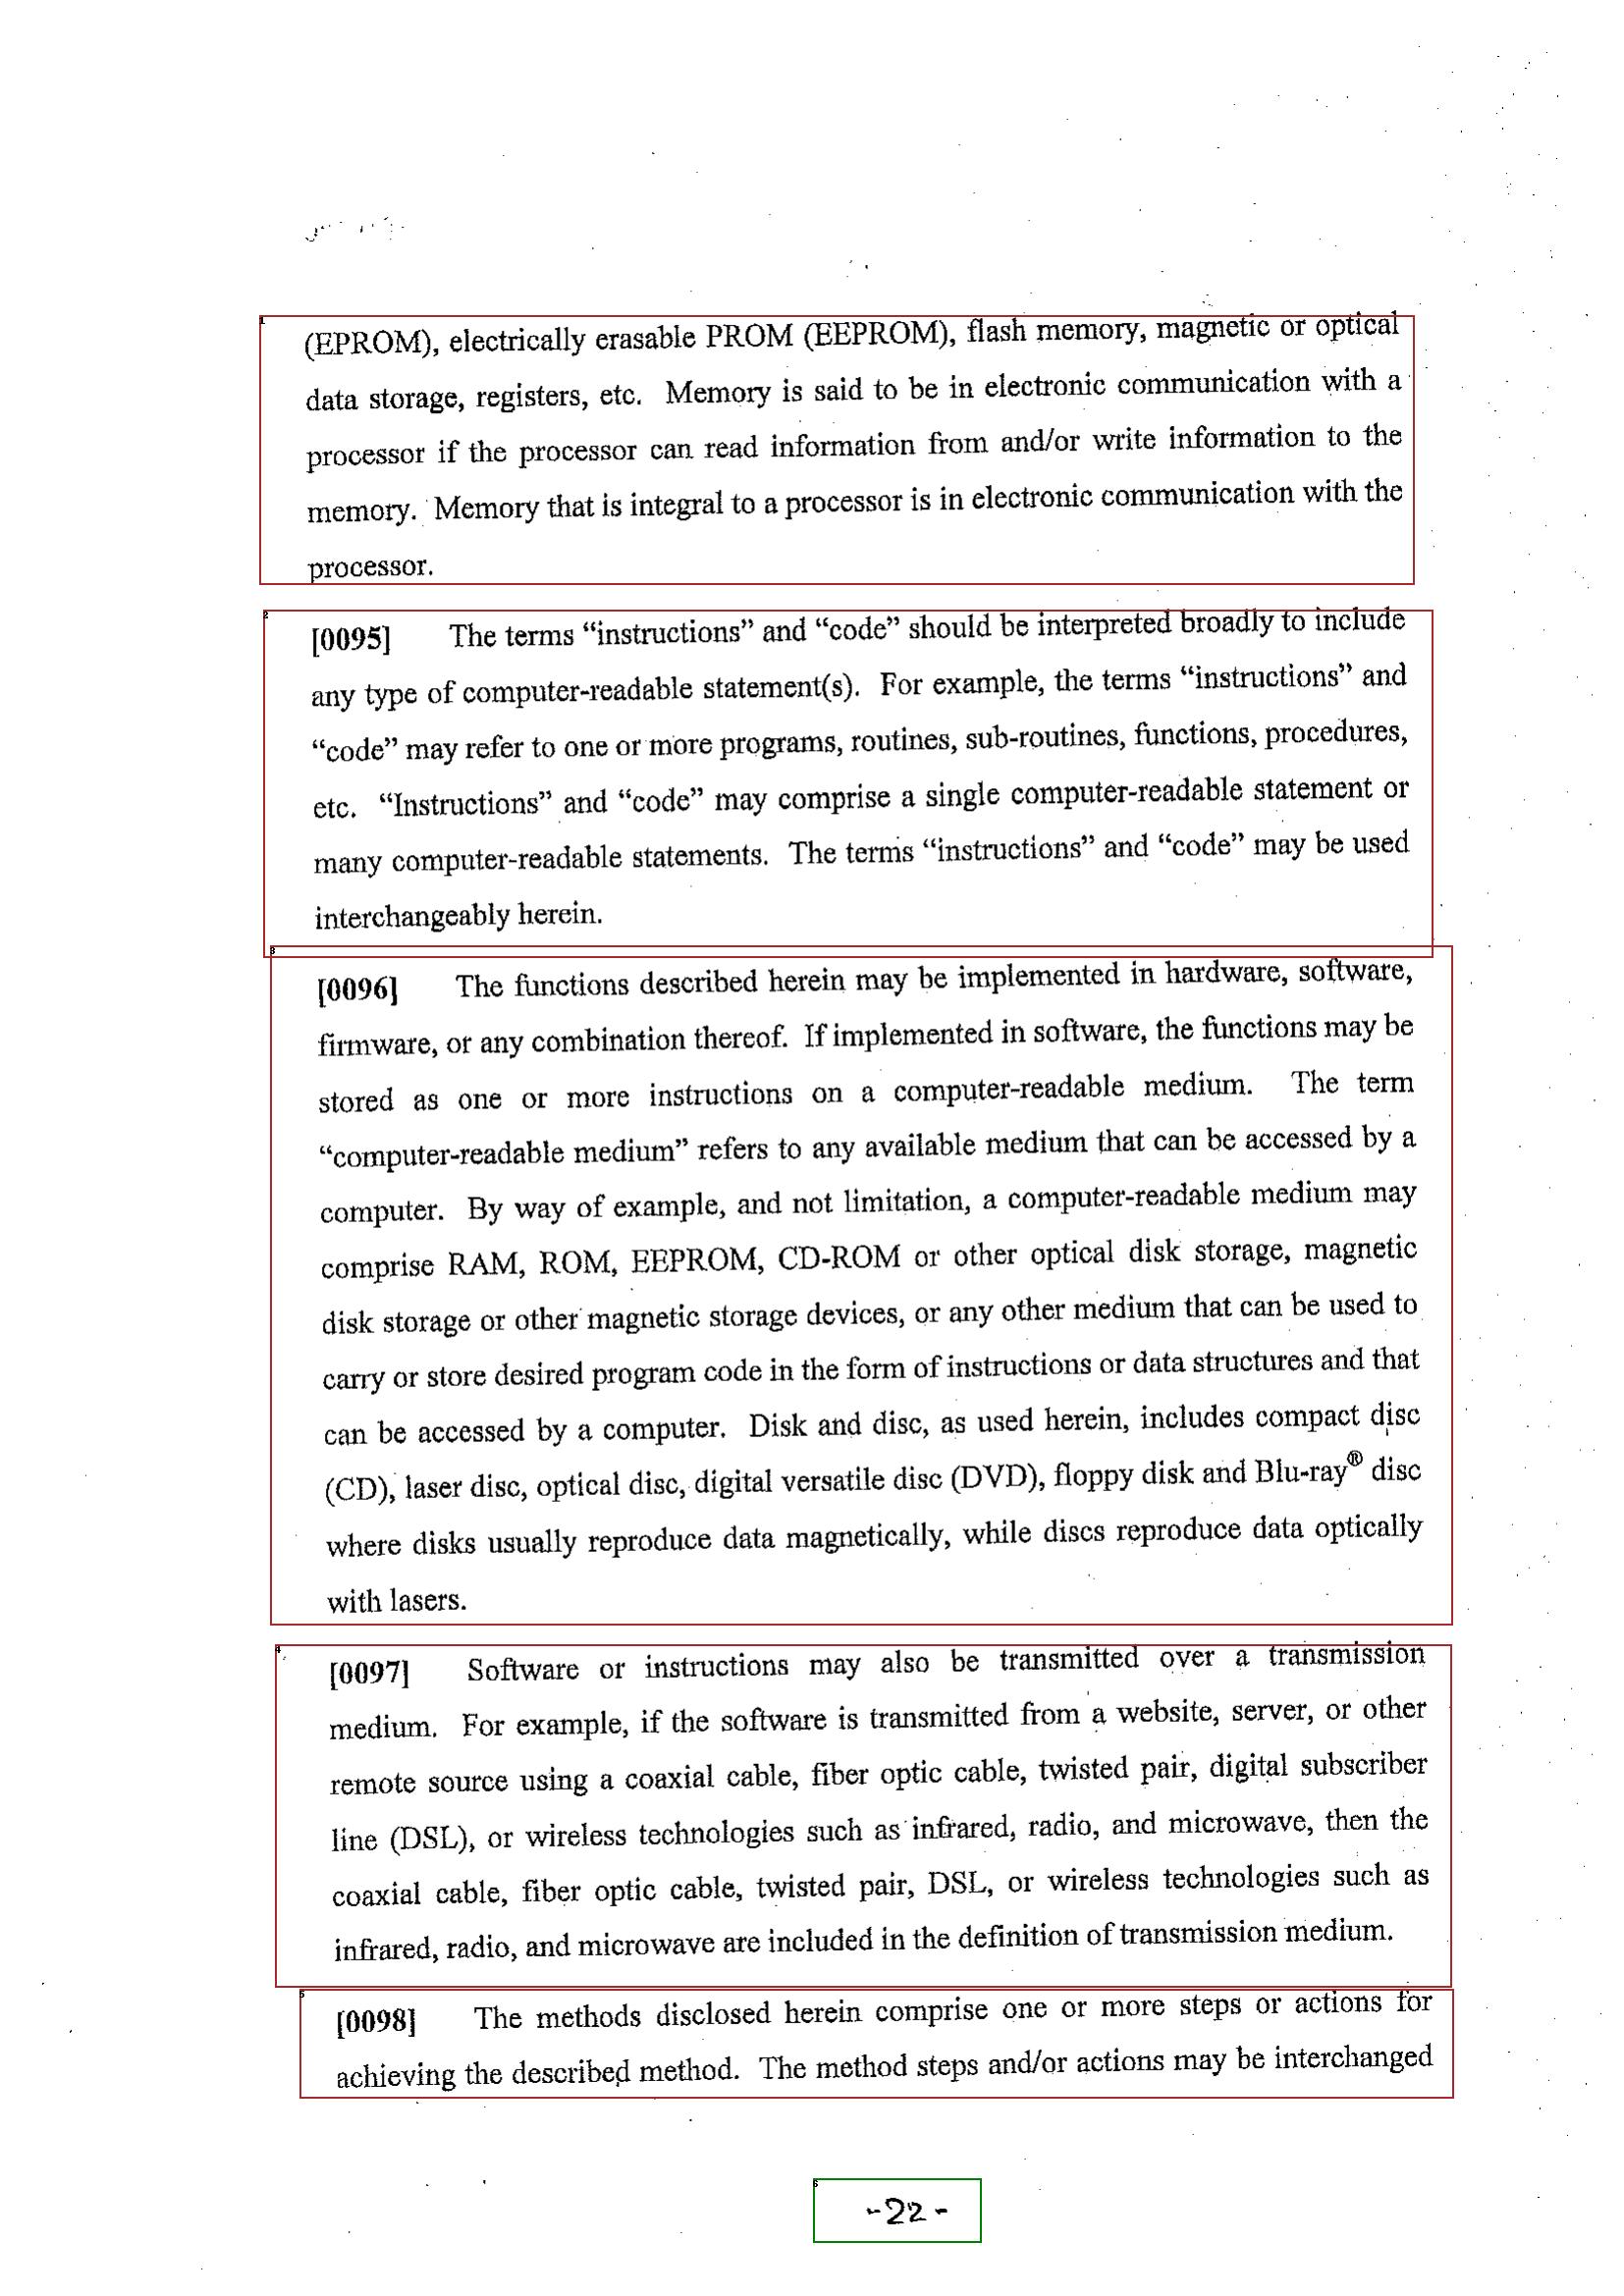 (EPROM), electrically erasable PROM (EEPROM), flash memory, magnetic or optical
data storage, registers, etc. Memory is said to be in electronic communication with a
processor if the processor can read information from and/or write information to the
memory. Memory that is integral to a processor is in electronic communication with the
processor.
[0095] The terms “instructions” and “code” should be interpreted broadly to include
any type of computer-readable statement(s). For example, the terms “instructions” and
“code” may refer to one or more programs, routines, sub-routines, functions, procedures,
etc. “Instructions” and “code” may comprise a single computer-readable statement or
many computer-readable statements. The terms “instructions” and “code” may be used
interchangeably herein.
[0096] The functions described herein may be implemented in hardware, software,
firmware, or any combination thereof. If implemented in software, the functions may be
stored as one or more instructions on a computer-readable medium. The term
“computer-readable medium” refers to any available medium that can be accessed by a
computer. By way of example, and not limitation, a computer-readable medium may
comprise RAM, ROM, EEPROM, CD-ROM or other optical disk storage, magnetic
disk storage or other magnetic storage devices, or any other medium that can be used to
carry or store desired program code in the form of instructions or data structures and that
can be accessed by a computer. Disk and disc, as used herein, includes compact disc
(CD), laser disc, optical disc, digital versatile disc (DVD), floppy disk and Blu-ray® disc
where disks usually reproduce data magnetically, while discs reproduce data optically
with lasers.
[0097] Software or instructions may also be transmitted over a transmission
medium. For example, if the software is transmitted from a website, server, or other
remote source using a coaxial cable, fiber optic cable, twisted pair, digital subscriber
line (DSL), or wireless technologies such as infrared, radio, and microwave, then the
coaxial cable, fiber optic cable, twisted pair, DSL, or wireless technologies such as
infrared, radio, and microwave are included in the definition of transmission medium.
[0098] The methods disclosed herein comprise one or more steps or actions for
achieving the described method. The method steps and/or actions may be interchanged
-22-